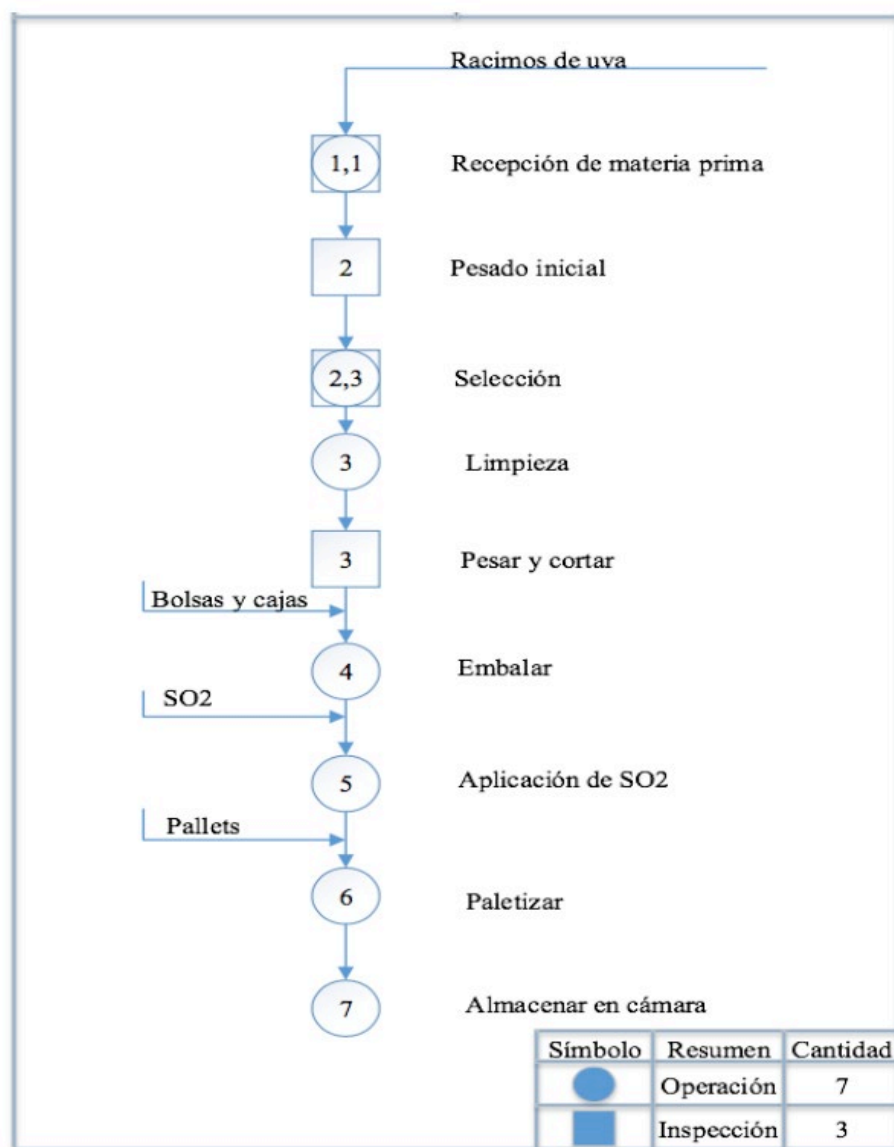 Racimos de uva
1,1 Recepción de materia prima
2 Pesado inicial
2,3 Selección
3 Limpieza
3 Pesar y cortar
Bolsas y cajas
4 Embalar
SO2
5 Aplicación de SO2
Pallets
6 Paletizar
7 Almacenar en cámara
Símbolo Resumen Cantidad
Operación 7
Inspección 3